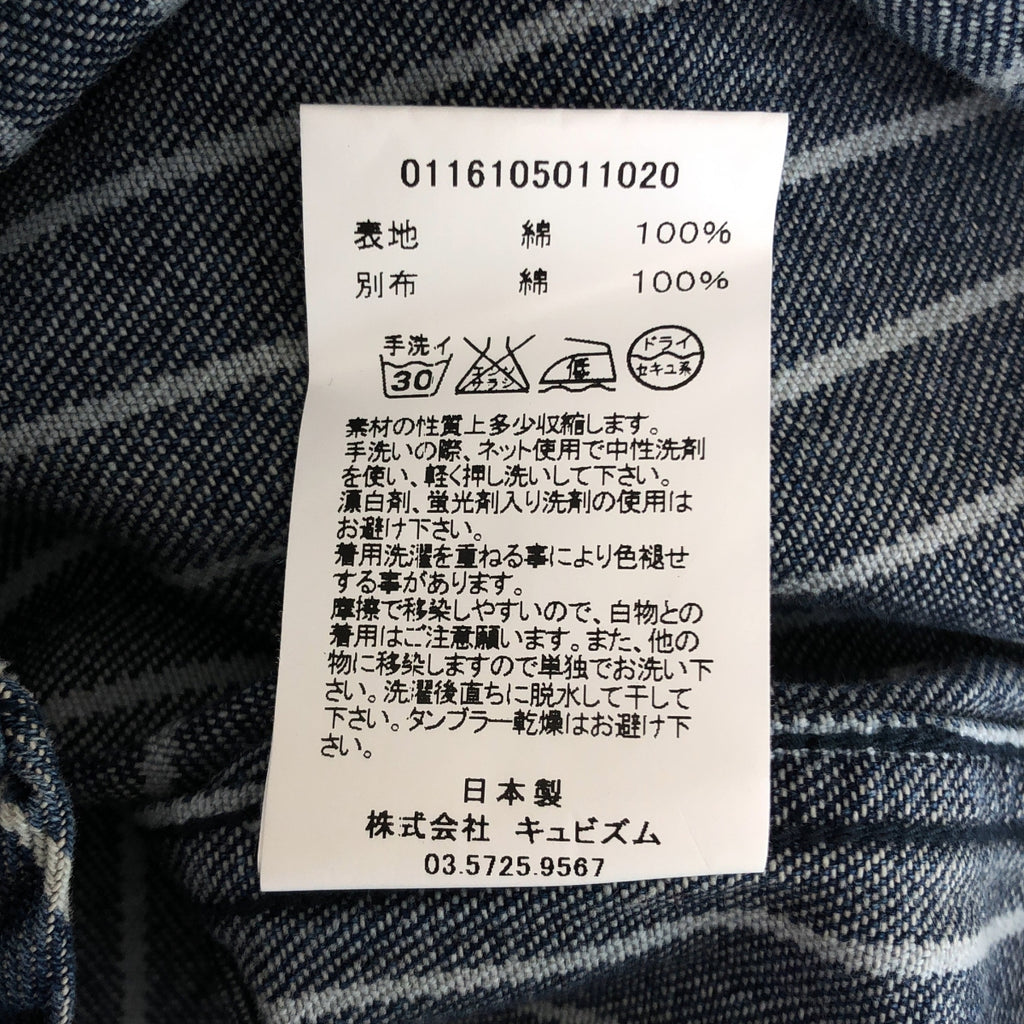 0116105011020
表地 綿 100%
別布 綿 100%
手洗イ
30
エンソ
サラシ
低
ドライ
セキユ系
素材の性質上多少収縮します。
手洗いの際、ネット使用で中性洗剤
を使い、軽く押し洗いして下さい。
漂白剤、蛍光剤入り洗剤の使用は
お避け下さい。
着用洗濯を重ねる事により色褪せ
する事があります。
摩擦で移染しやすいので、白物との
着用はご注意願います。また、他の
物に移染しますので単独でお洗い下
さい。洗濯後直ちに脱水して干して
下さい。タンブラー乾燥はお避け下
さい。
日本製
株式会社 キュビズム
03.5725.9567